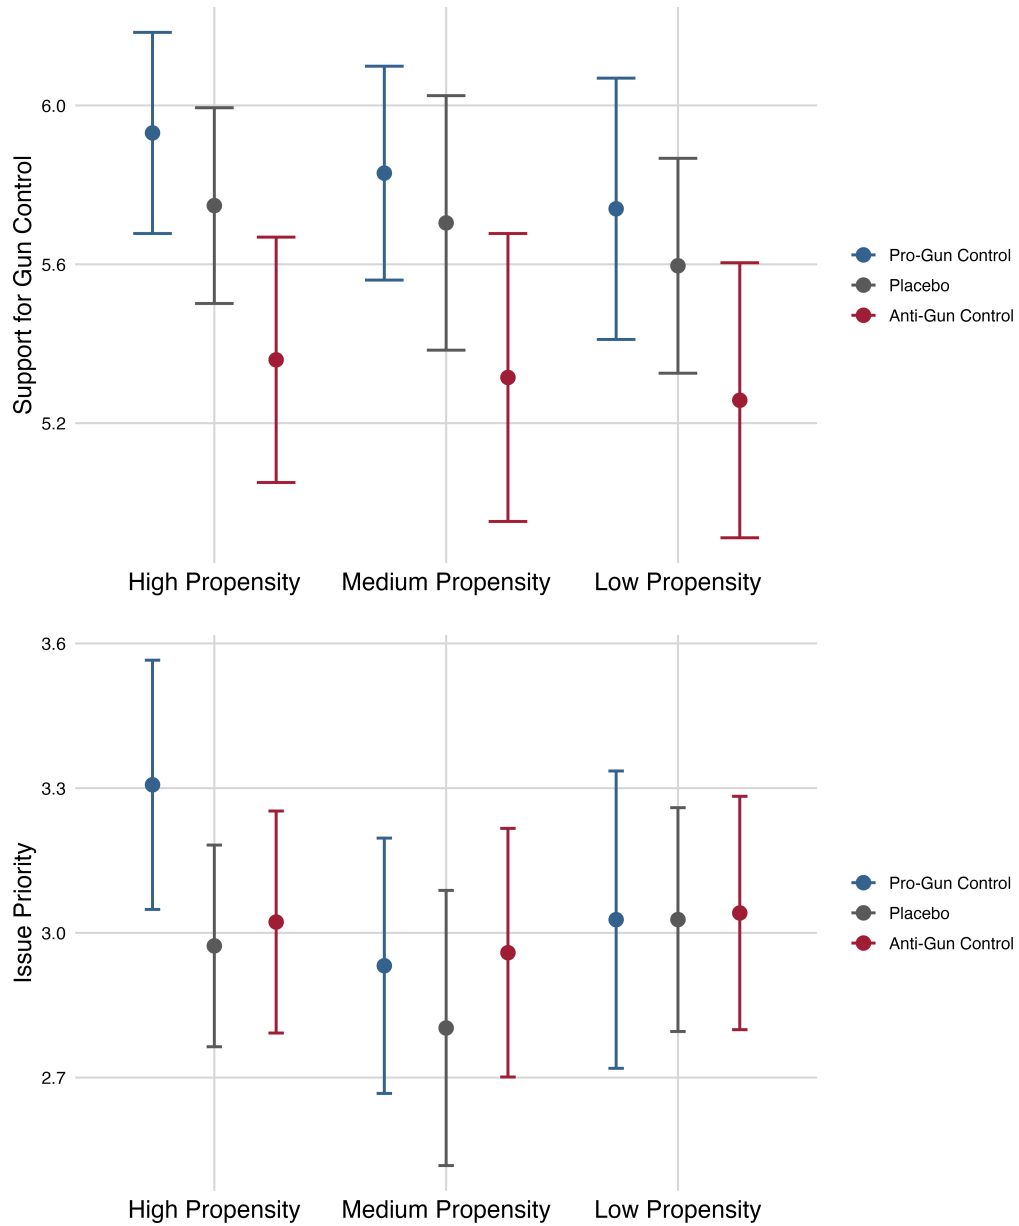 Support for Gun Control
6.0
5.6
5.2
High Propensity
Medium Propensity
Low Propensity
Pro-Gun Control
Placebo
Anti-Gun Control
Issue Priority
3.6
3.3
3.0
2.7
High Propensity
Medium Propensity
Low Propensity
Pro-Gun Control
Placebo
Anti-Gun Control